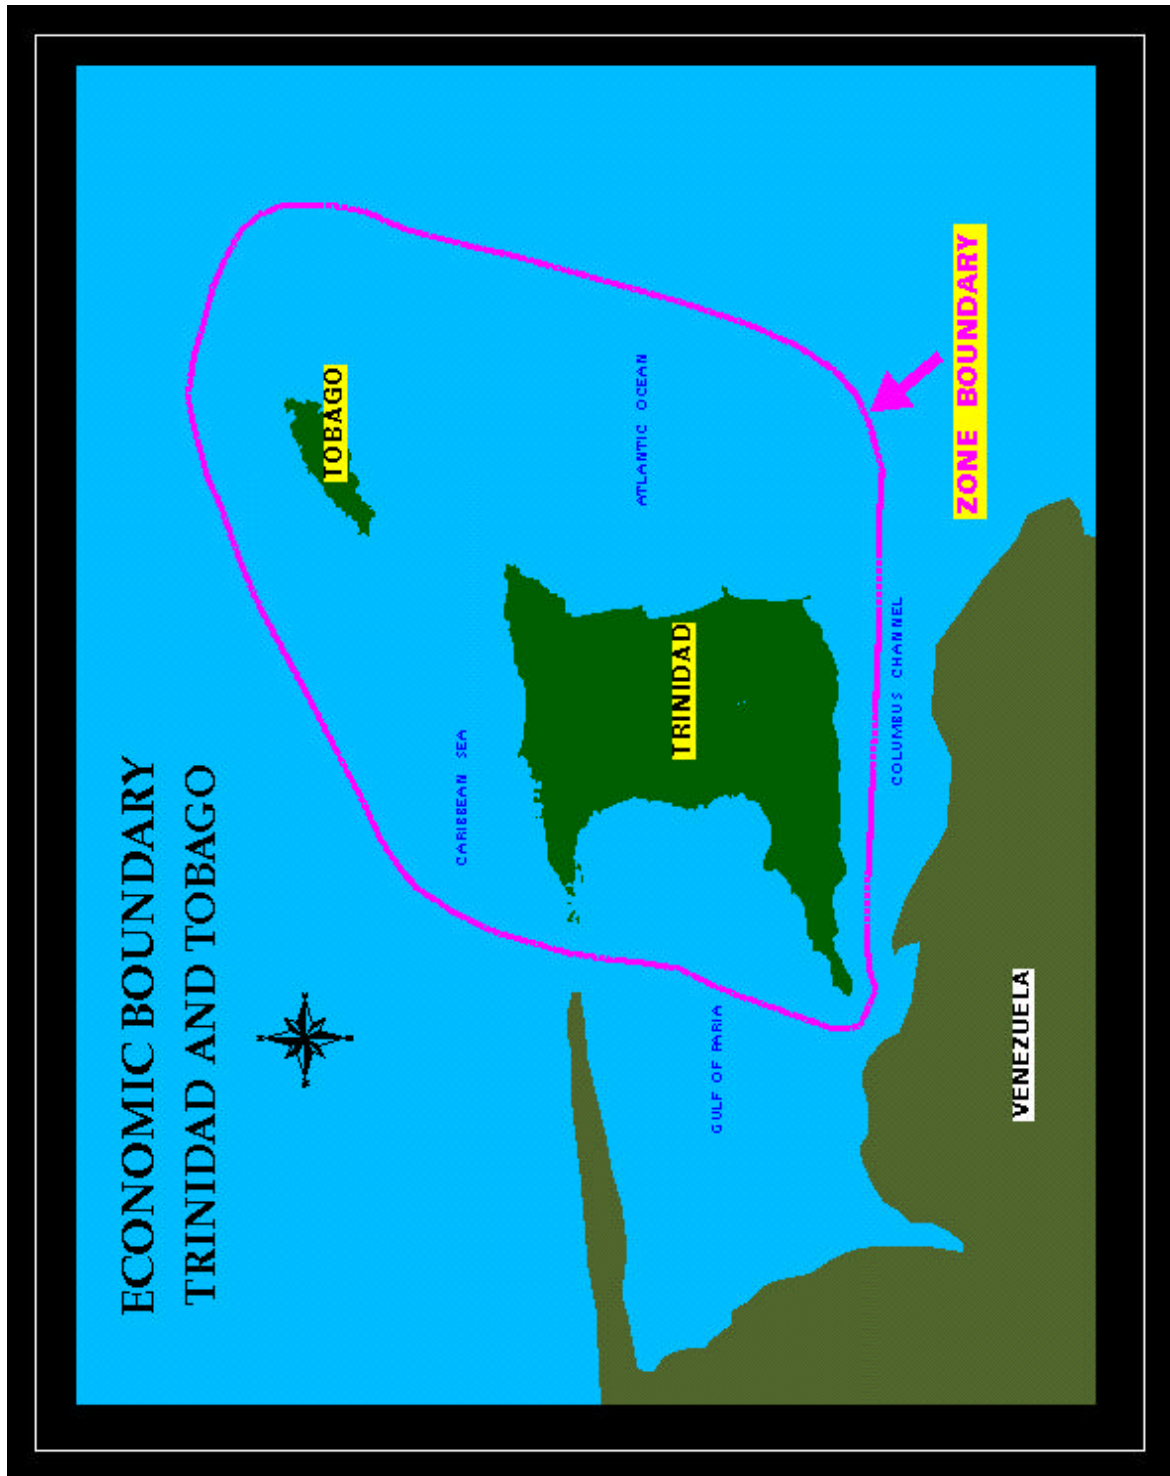 ECONOMIC BOUNDARY
TRINIDAD AND TOBAGO
TOBAGO
CARIBBEAN SEA
ATLANTIC OCEAN
TRINIDAD
GULF OF PARIA
COLUMBUS CHANNEL
ZONE BOUNDARY
VENEZUELA